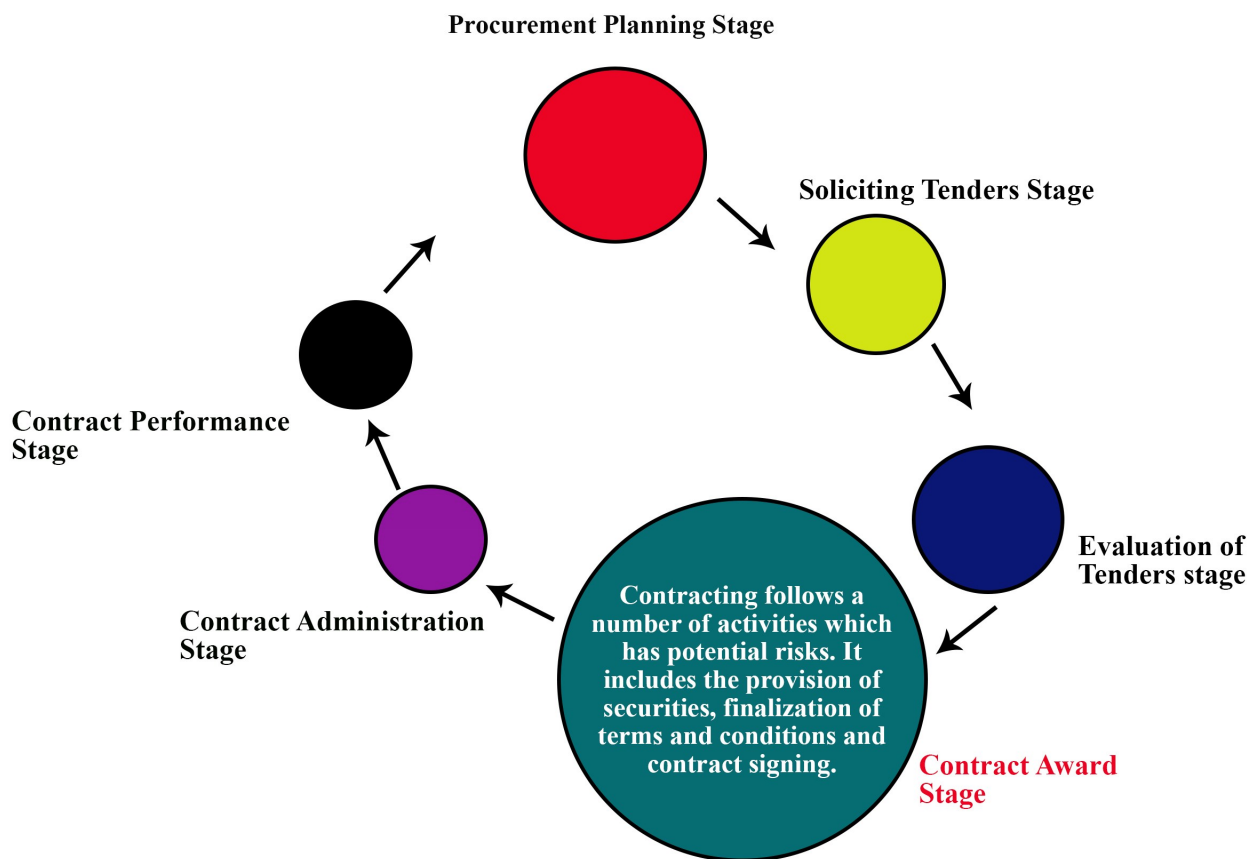 Procurement Planning Stage
Soliciting Tenders Stage
Evaluation of
Tenders stage
Contracting follows a
number of activities which
has potential risks. It
includes the provision of
securities, finalization of
terms and conditions and
contract signing.
Contract Award
Stage
Contract Administration
Stage
Contract Performance
Stage